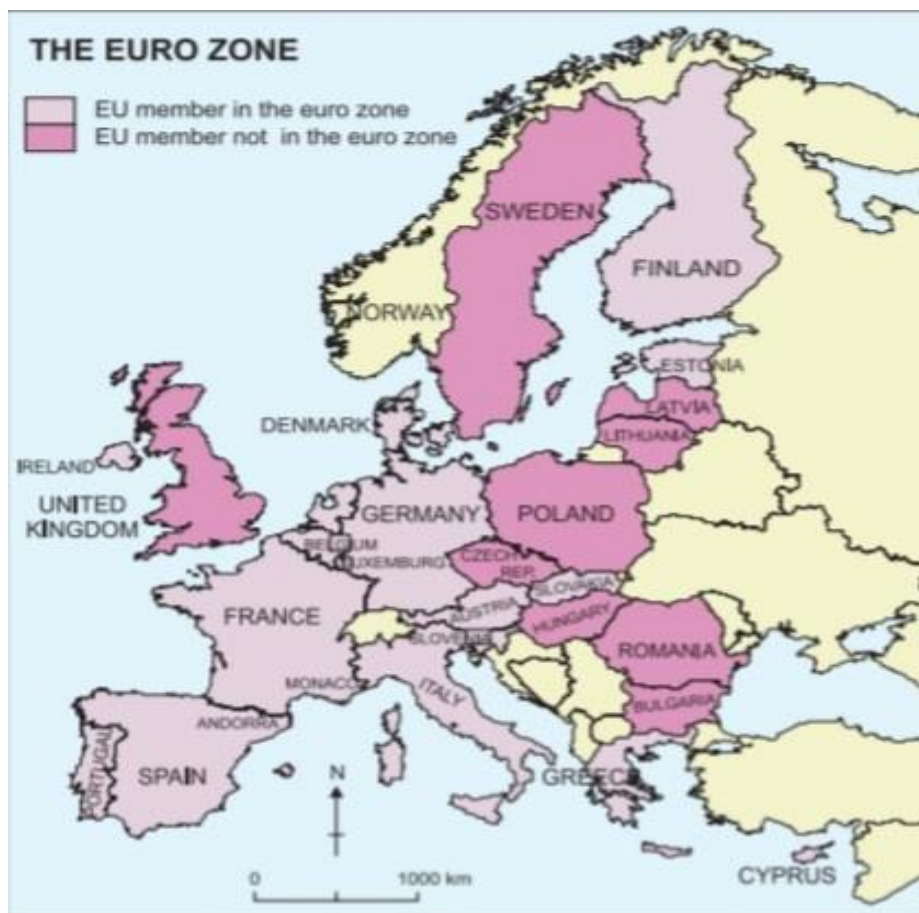 THE EURO ZONE
EU member in the euro zone
EU member not in the euro zone
SWEDEN
FINLAND
NORWAY
ESTONIA
LATVIA
DENMARK
LITHUANIA
IRELAND
UNITED
KINGDOM
GERMANY
POLAND
BELGIUM
LUXEMBURG
CZECH
REP.
SLOVAKIA
AUSTRIA
FRANCE
HUNGARY
SLOVENIA
ROMANIA
MONACO
ITALY
BULGARIA
ANDORRA
PORTUGAL
SPAIN
N
GREECE
CYPRUS
0 1000 km